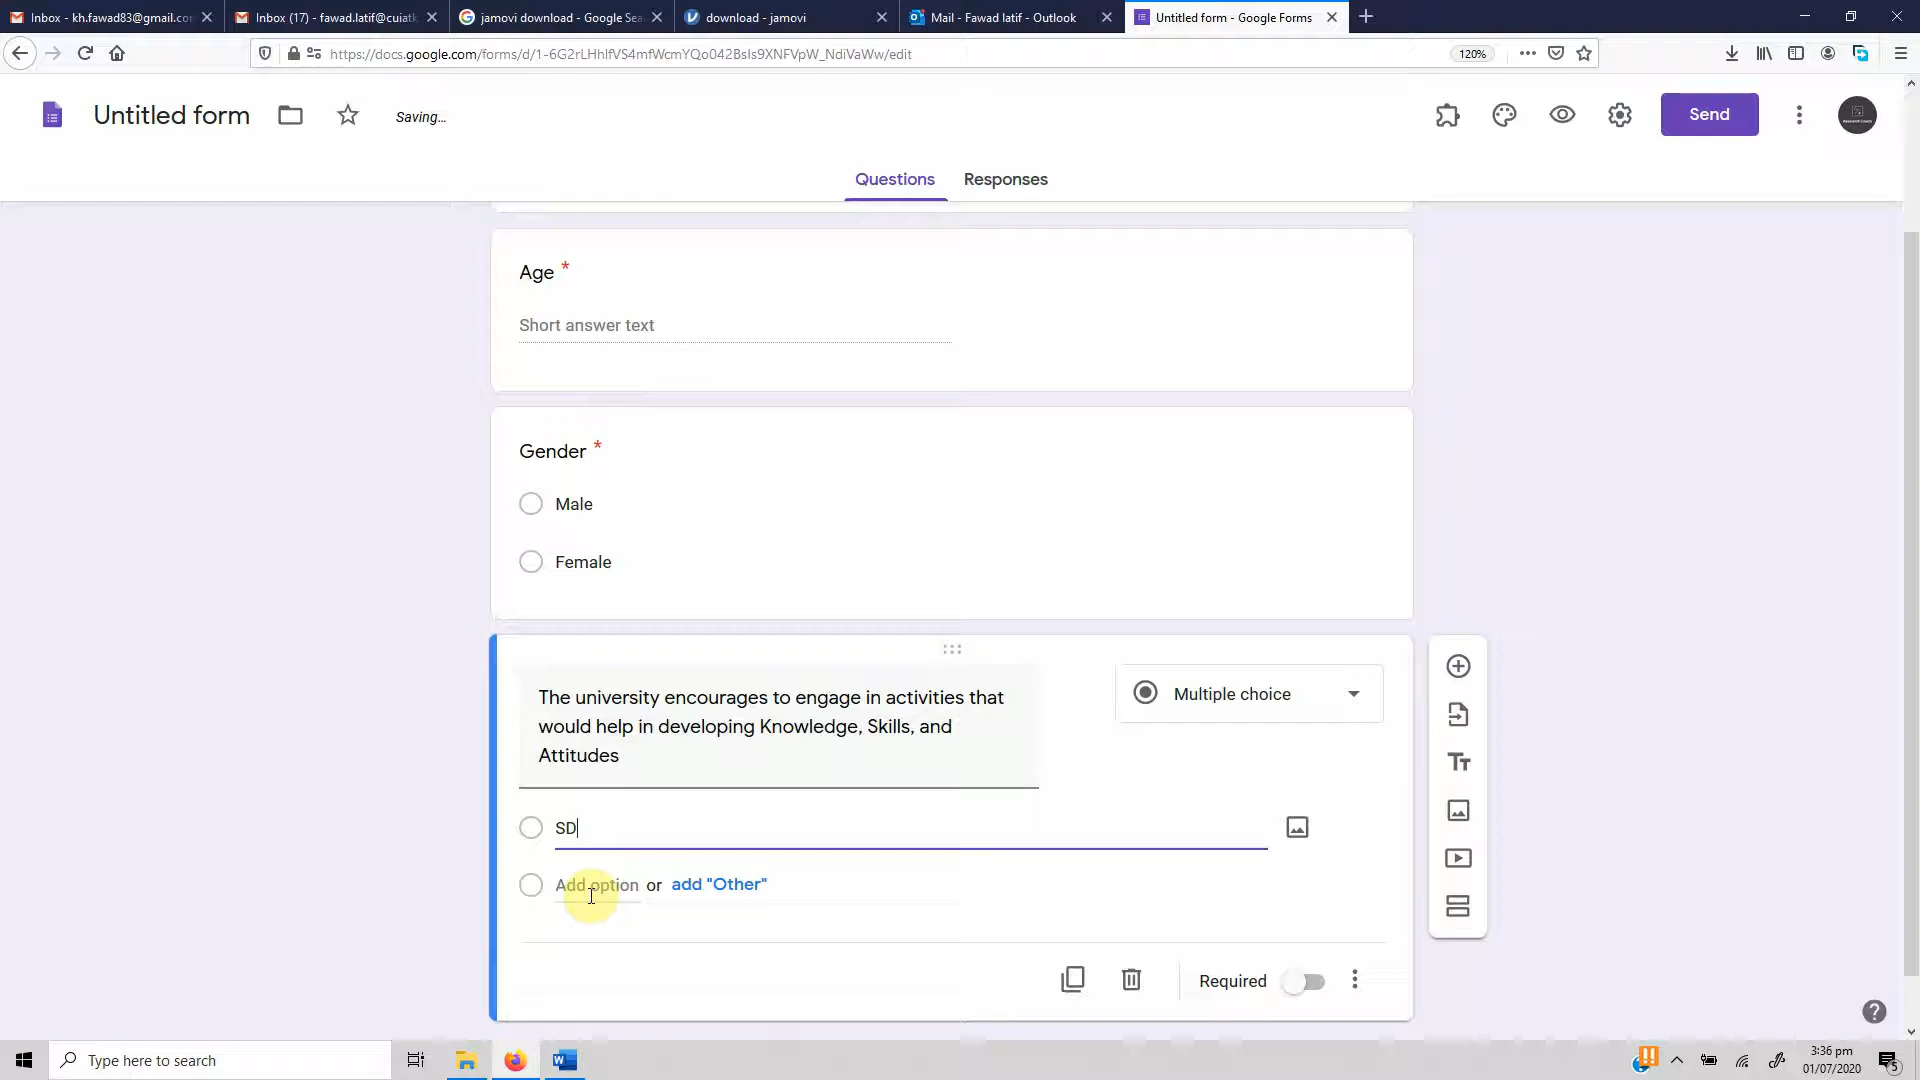 Inbox - kh.fawad83@gmail.co
Inbox (17) - fawad.latif@cuiatk
jamovi download - Google Sea
download - jamovi
Mail - Fawad latif - Outlook
Untitled form - Google Forms
https://docs.google.com/forms/d/1-6G2rLHhlfVS4mfWcmYQo042BsIs9XNFVpW_NdiVaWw/edit
120%
Untitled form
Saving...
Send
Questions
Responses
Age *
Short answer text
Gender *
Male
Female
The university encourages to engage in activities that
would help in developing Knowledge, Skills, and
Attitudes
Multiple choice
SD
Add option or add "Other"
Required
Type here to search
3:36 pm
01/07/2020
5